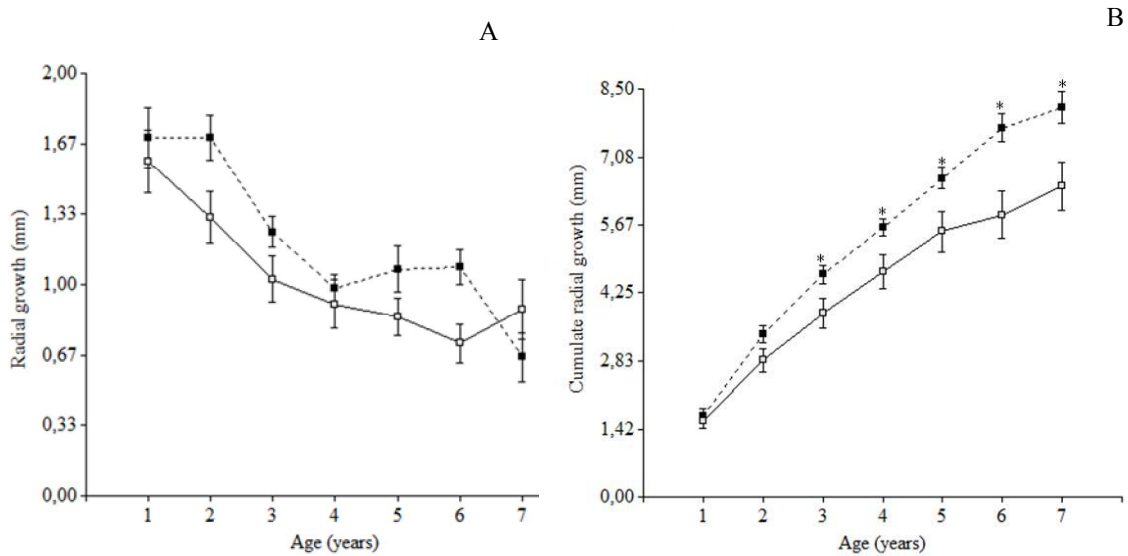 A
Radial growth (mm)
2,00
1,67
1,33
1,00
0,67
0,33
0,00
1 2 3 4 5 6 7
Age (years)
B
Cumulate radial growth (mm)
8,50
7,08
5,67
4,25
2,83
1,42
0,00
* * * * *
1 2 3 4 5 6 7
Age (years)